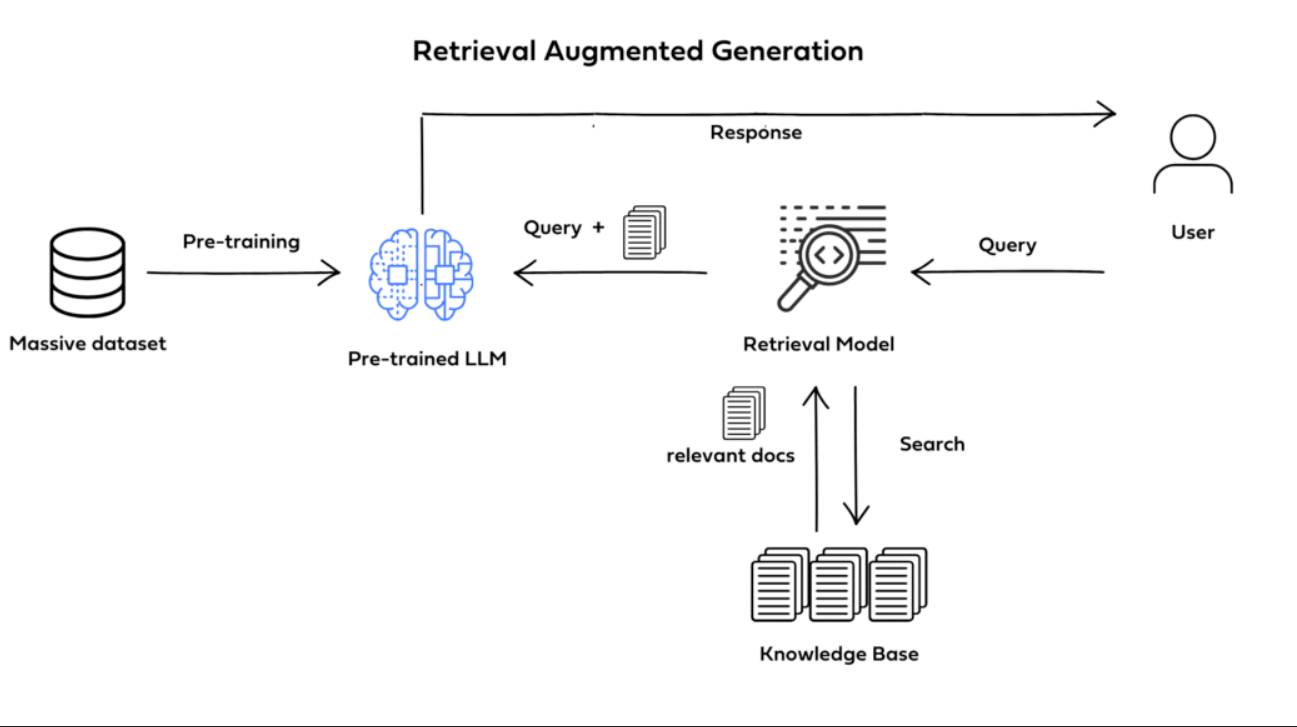 Retrieval Augmented Generation
Response
Query +
Pre-training
Query
User
Massive dataset
Pre-trained LLM
Retrieval Model
relevant docs
Search
Knowledge Base